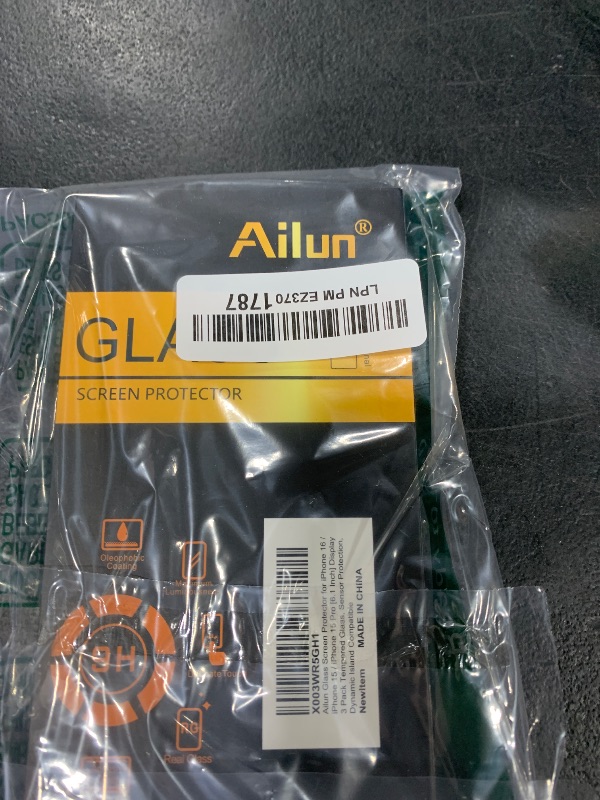 Ailun®
LPN PM EZ370 1787
GLA
SCREEN PROTECTOR
Oleophobic
Coating
9H
Real Glass
X003WR5GH1
Ailun Glass Screen Protector for iPhone 16 /
iPhone 15 / iPhone 15 Pro [6.1 Inch] Display
3 Pack Tempered Glass, Sensor Protection,
Dynamic Island Compatible
NewItem MADE IN CHINA